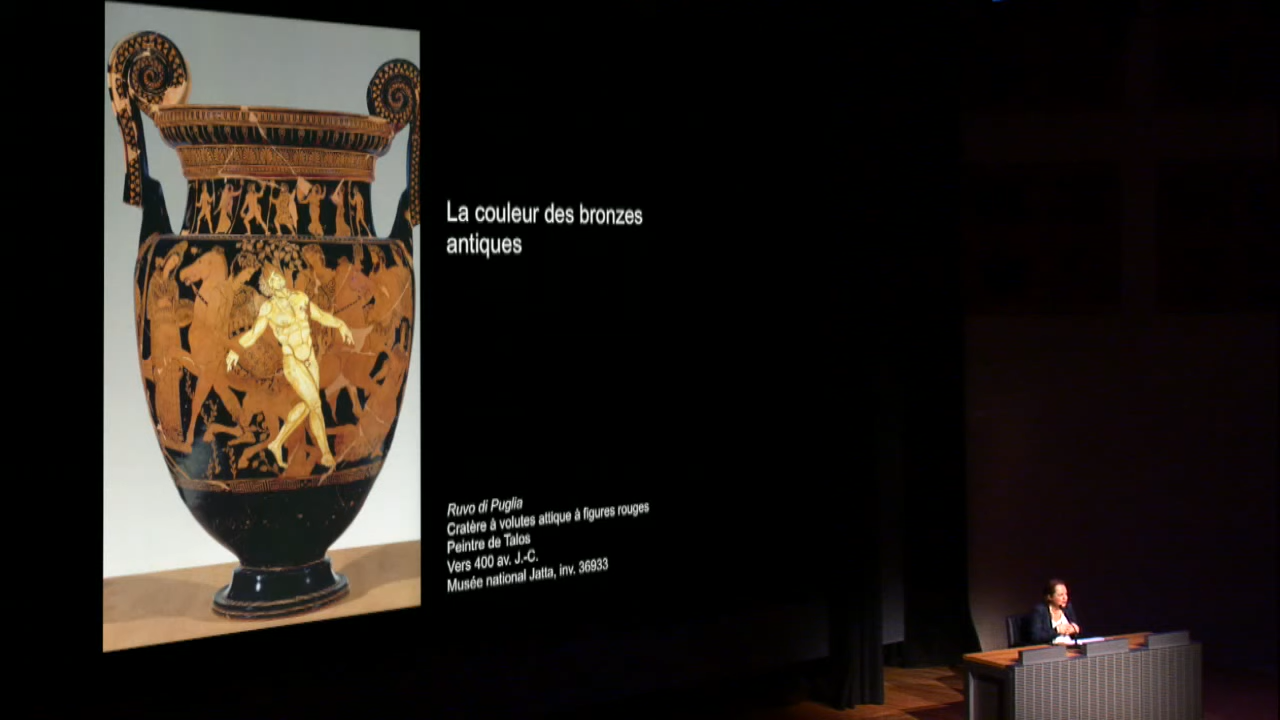 La couleur des bronzes
antiques
Ruvo di Puglia
Cratère à volutes attique à figures rouges
Peintre de Talos
Vers 400 av. J.-C.
Musée national Jatta, inv. 36933